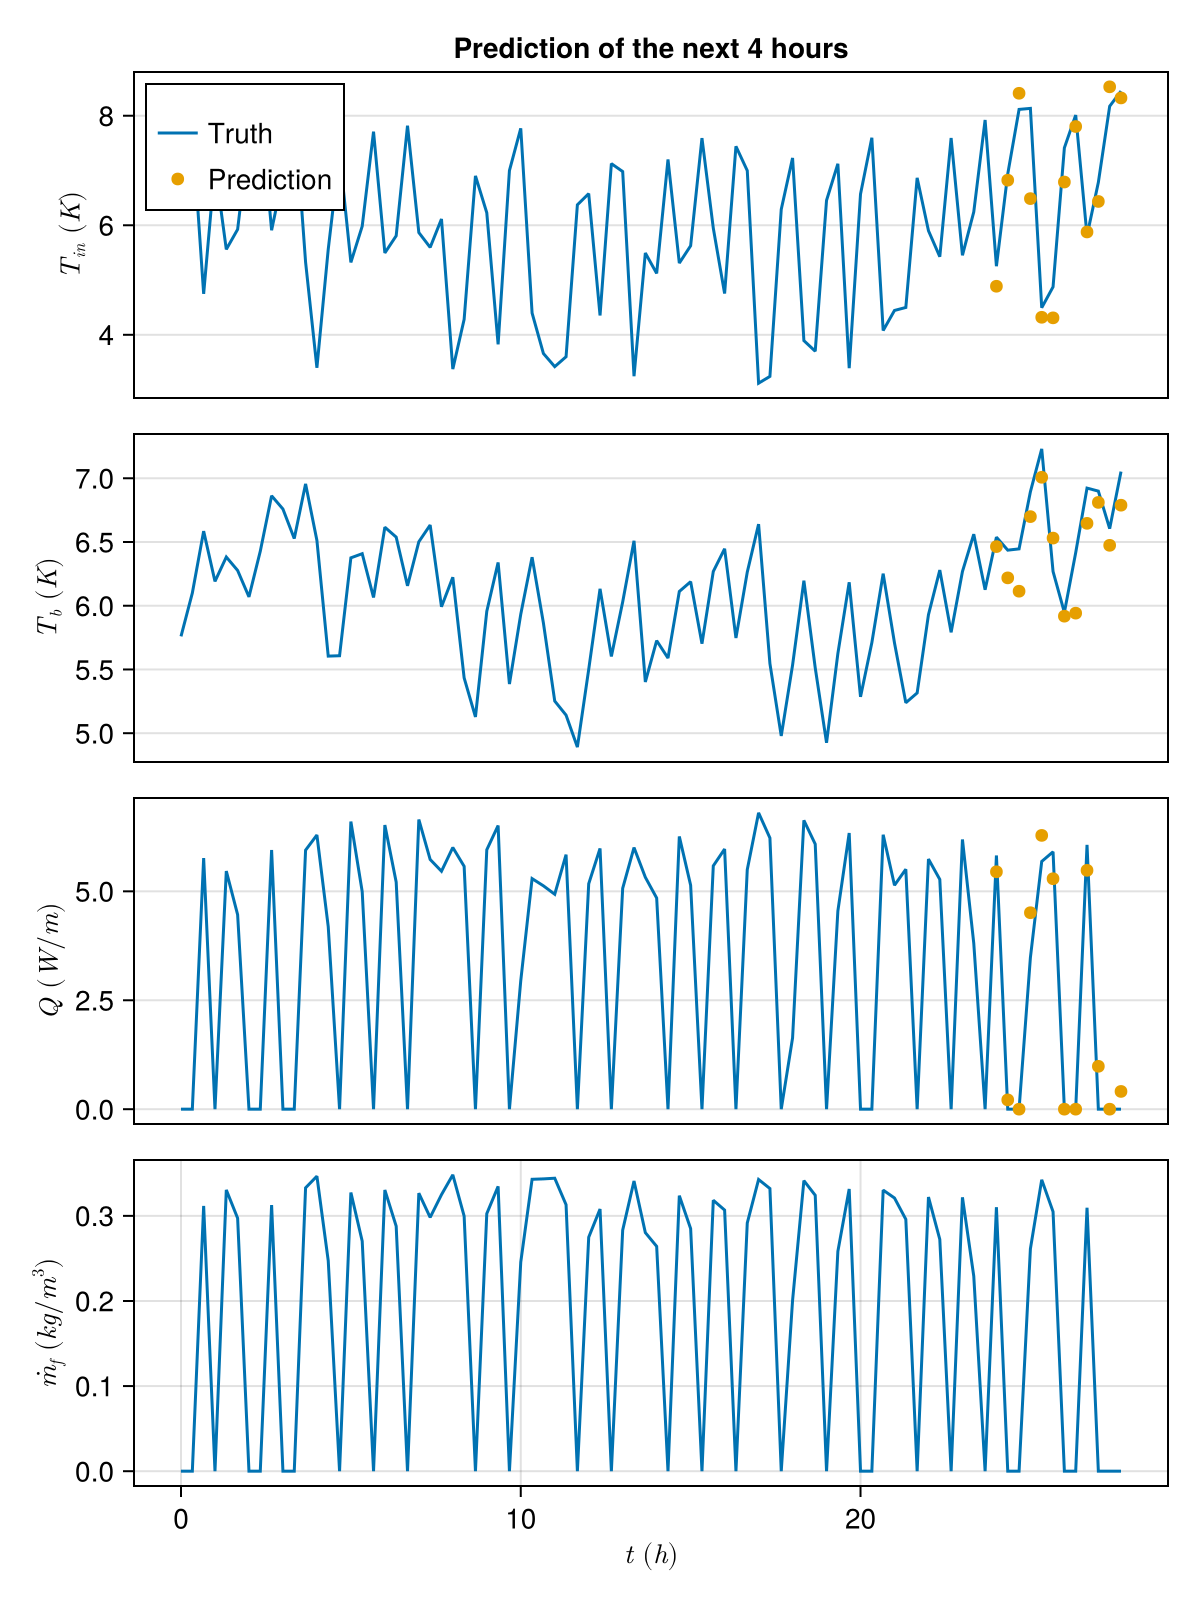 Prediction of the next 4 hours
Truth
Prediction
8
6
4
T_in (K)
7.0
6.5
6.0
5.5
5.0
T_b (K)
5.0
2.5
0.0
Q (W/m)
0.3
0.2
0.1
0.0
ṁ_f (kg/m³)
0 10 20
t (h)